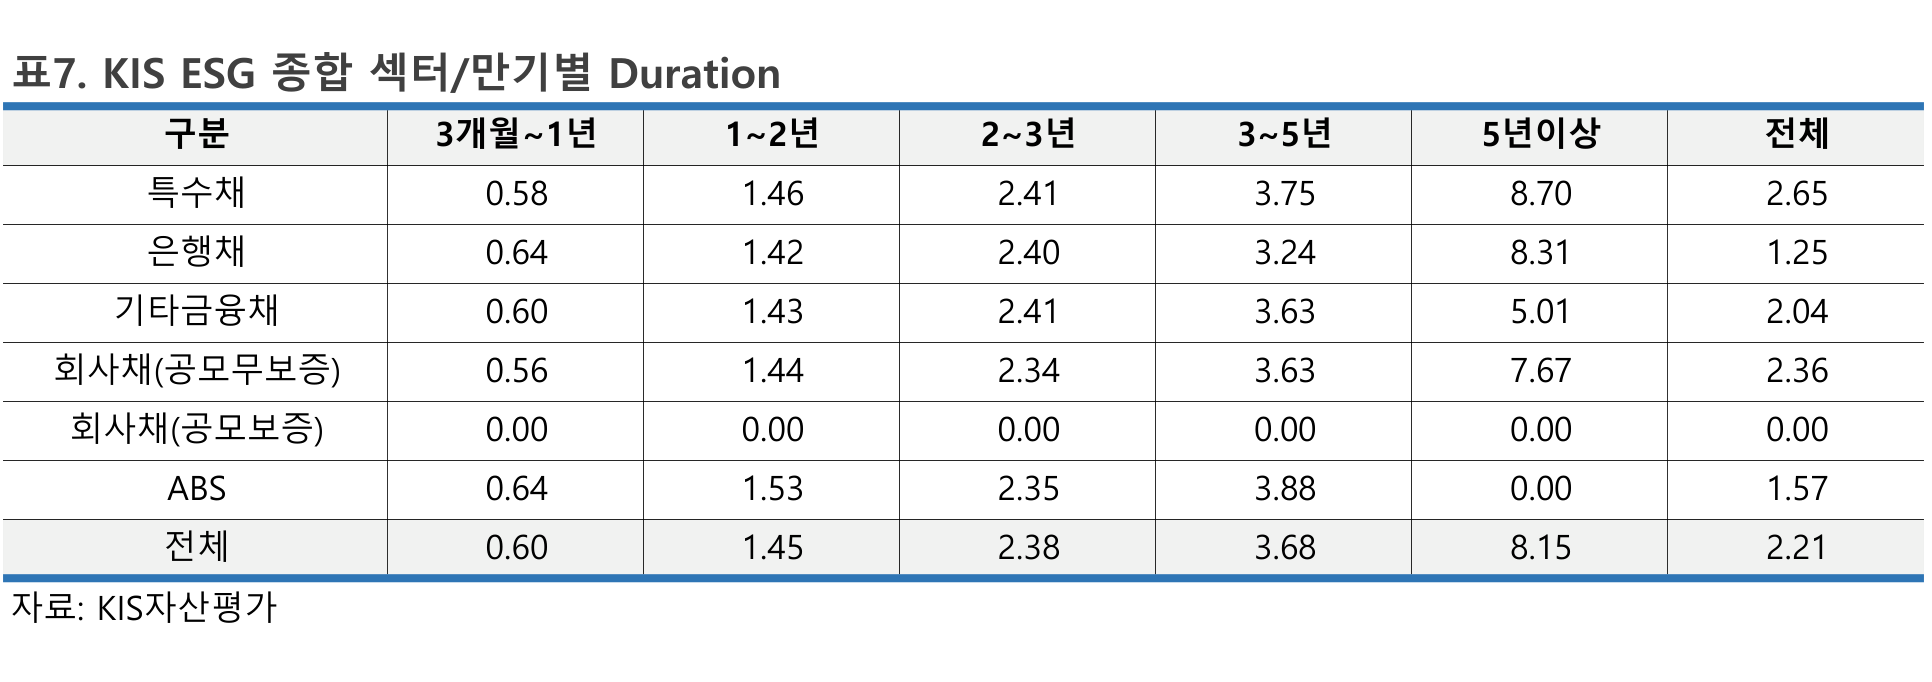 표7. KIS ESG 종합 섹터/만기별 Duration
구분 3개월~1년 1~2년 2~3년 3~5년 5년이상 전체
특수채 0.58 1.46 2.41 3.75 8.70 2.65
은행채 0.64 1.42 2.40 3.24 8.31 1.25
기타금융채 0.60 1.43 2.41 3.63 5.01 2.04
회사채(공모무보증) 0.56 1.44 2.34 3.63 7.67 2.36
회사채(공모보증) 0.00 0.00 0.00 0.00 0.00 0.00
ABS 0.64 1.53 2.35 3.88 0.00 1.57
전체 0.60 1.45 2.38 3.68 8.15 2.21
자료: KIS자산평가